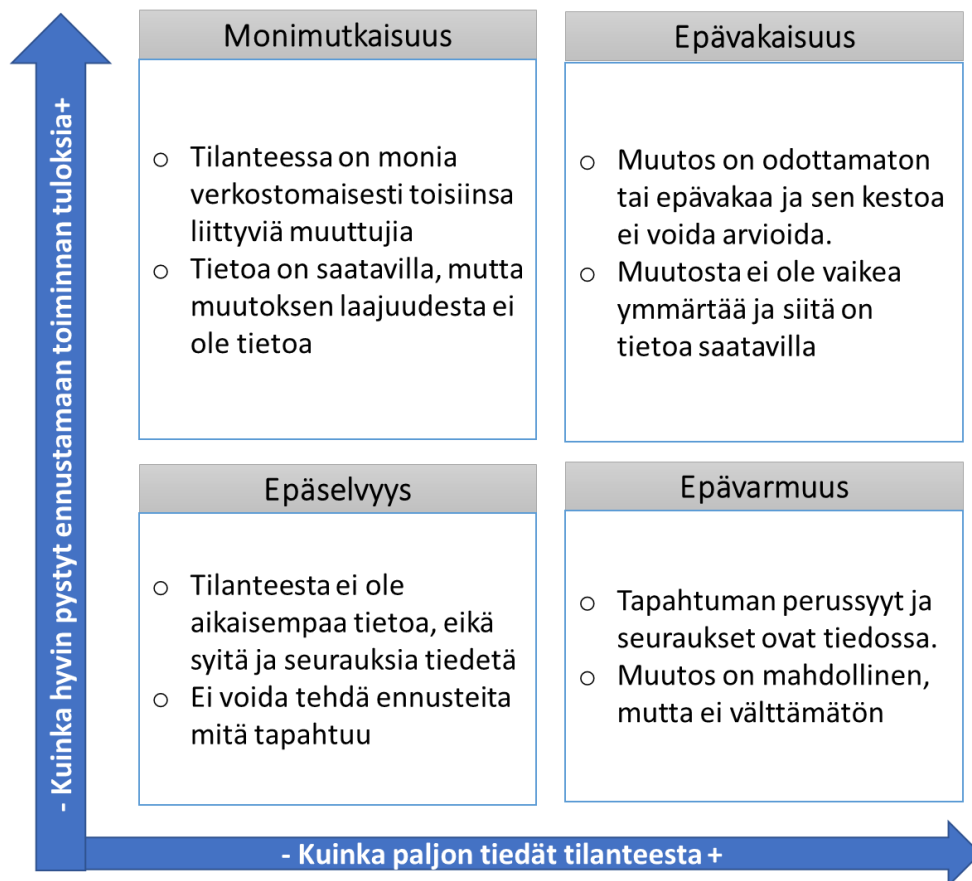 Monimutkaisuus
o Tilanteessa on monia
verkostomaisesti toisiinsa
liittyviä muuttujia
o Tietoa on saatavilla, mutta
muutoksen laajuudesta ei
ole tietoa
Epävakaisuus
o Muutos on odottamaton
tai epävakaa ja sen kestoa
ei voida arvioida.
o Muutosta ei ole vaikea
ymmärtää ja siitä on
tietoa saatavilla
Epäselvyys
o Tilanteesta ei ole
aikaisempaa tietoa, eikä
syitä ja seurauksia tiedetä
o Ei voida tehdä ennusteita
mitä tapahtuu
Epävarmuus
o Tapahtuman perussyyt ja
seuraukset ovat tiedossa.
o Muutos on mahdollinen,
mutta ei välttämätön
- Kuinka hyvin pystyt ennustamaan toiminnan tuloksia+
- Kuinka paljon tiedät tilanteesta +